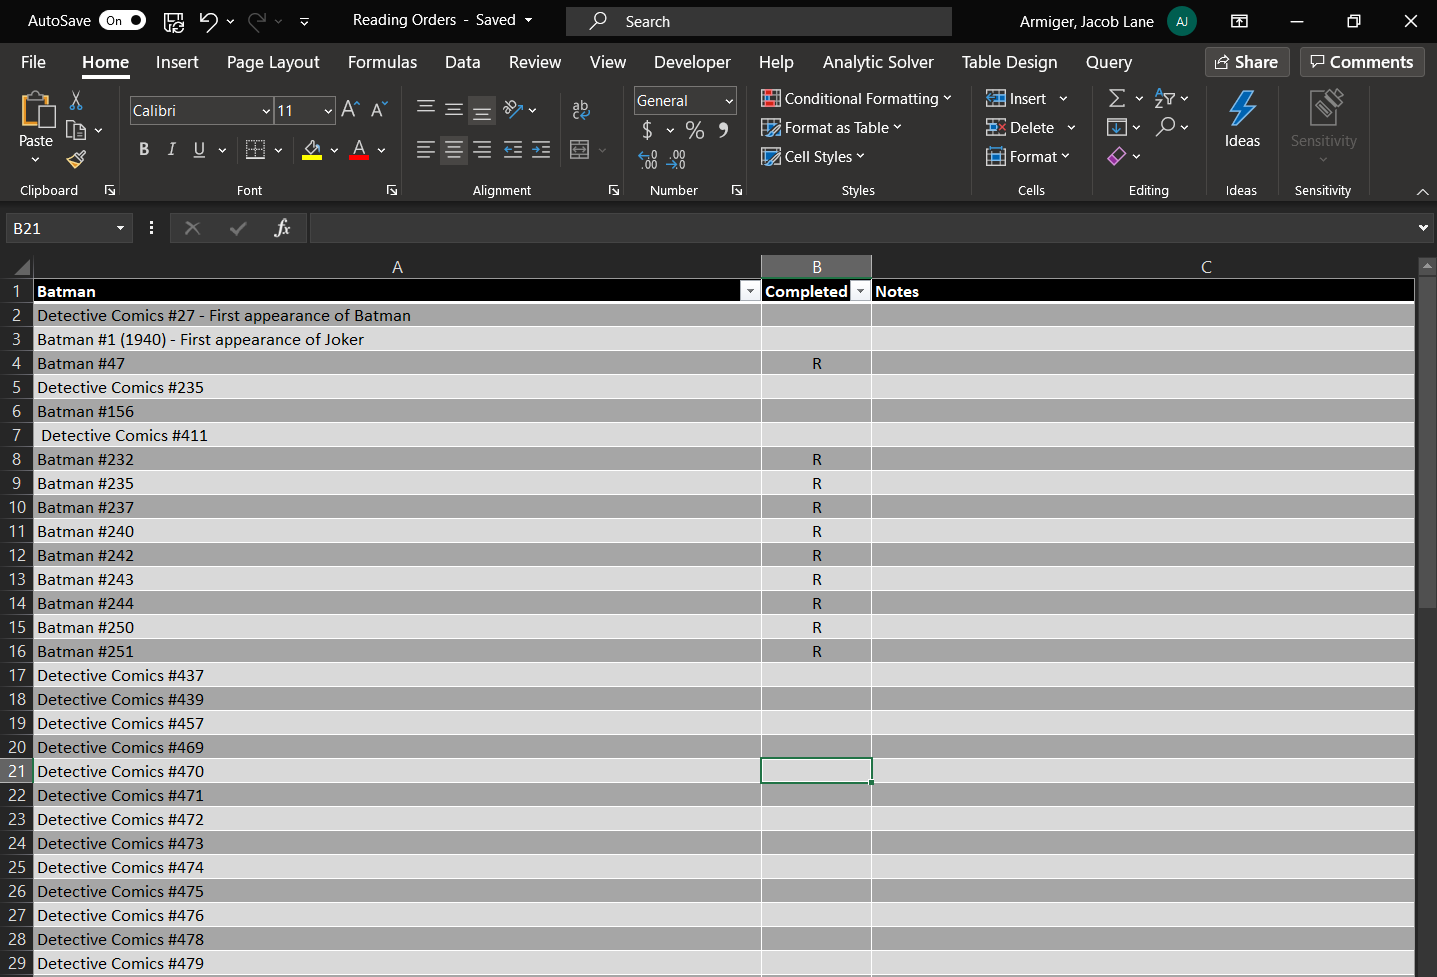 AutoSave On Reading Orders - Saved Search Armiger, Jacob Lane AJ
File Home Insert Page Layout Formulas Data Review View Developer Help Analytic Solver Table Design Query Share Comments
Paste Calibri 11 ab c General Conditional Formatting Insert Ideas Sensitivity
B I U A $ % Format as Table Delete
.00 .00 Cell Styles Format
Clipboard Font Alignment Number Styles Cells Editing Ideas Sensitivity
B21 fx
A B C
1 Batman Completed Notes
2 Detective Comics #27 - First appearance of Batman
3 Batman #1 (1940) - First appearance of Joker
4 Batman #47 R
5 Detective Comics #235
6 Batman #156
7 Detective Comics #411
8 Batman #232 R
9 Batman #235 R
10 Batman #237 R
11 Batman #240 R
12 Batman #242 R
13 Batman #243 R
14 Batman #244 R
15 Batman #250 R
16 Batman #251 R
17 Detective Comics #437
18 Detective Comics #439
19 Detective Comics #457
20 Detective Comics #469
21 Detective Comics #470
22 Detective Comics #471
23 Detective Comics #472
24 Detective Comics #473
25 Detective Comics #474
26 Detective Comics #475
27 Detective Comics #476
28 Detective Comics #478
29 Detective Comics #479